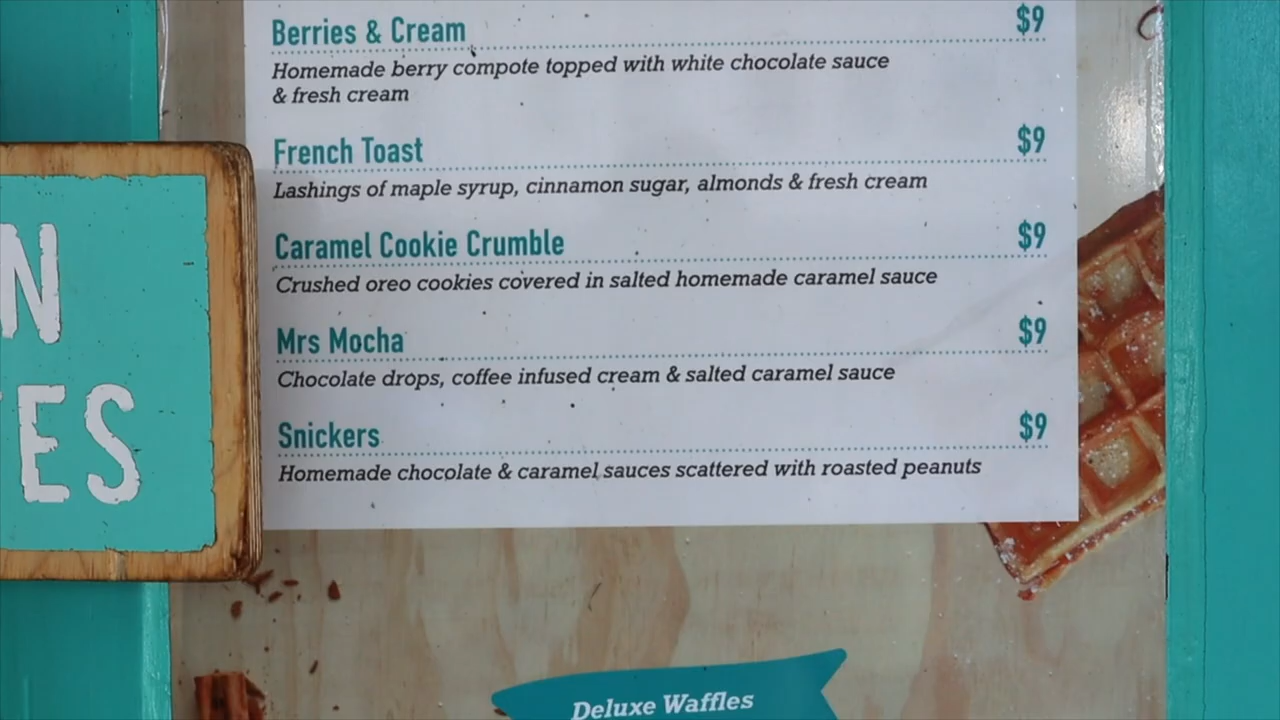 Berries & Cream $9
Homemade berry compote topped with white chocolate sauce
& fresh cream
French Toast $9
Lashings of maple syrup, cinnamon sugar, almonds & fresh cream
Caramel Cookie Crumble $9
Crushed oreo cookies covered in salted homemade caramel sauce
Mrs Mocha $9
Chocolate drops, coffee infused cream & salted caramel sauce
Snickers $9
Homemade chocolate & caramel sauces scattered with roasted peanuts
N
ES
Deluxe Waffles